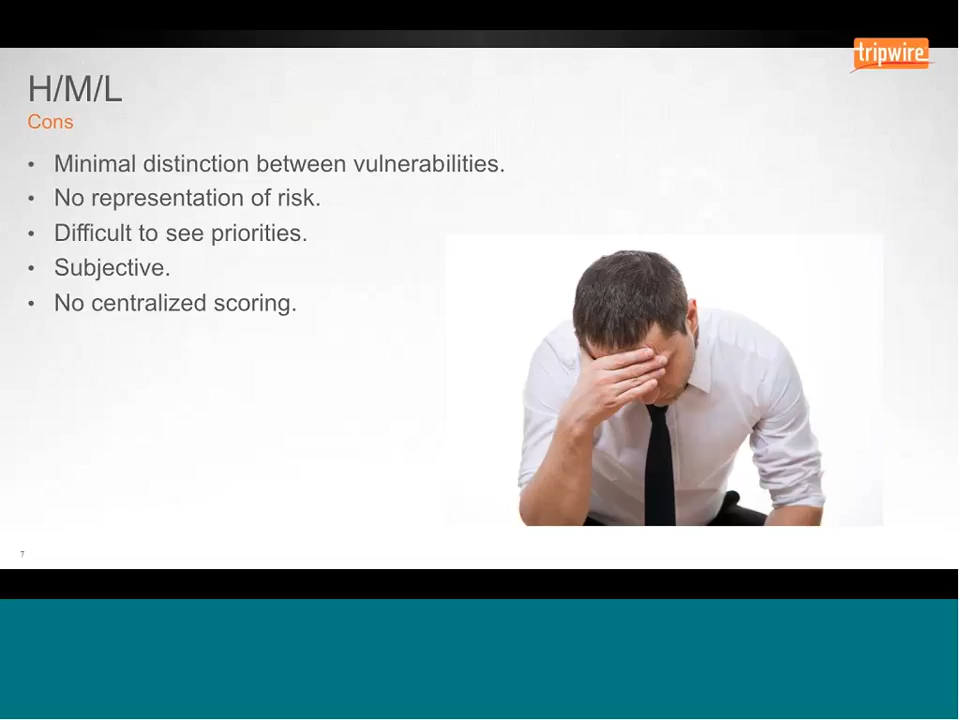 tripwire
H/M/L
Cons
• Minimal distinction between vulnerabilities.
• No representation of risk.
• Difficult to see priorities.
• Subjective.
• No centralized scoring.
7